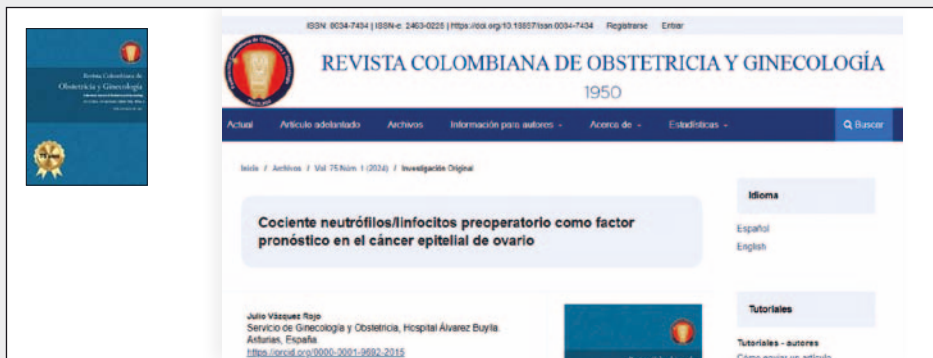 ISSN: 0034-7434 | ISSN-e: 2463-0225 | https://doi.org/10.18597/issn.0034-7434 Registrarse Entrar
REVISTA COLOMBIANA DE OBSTETRICIA Y GINECOLOGÍA
1950
Actual Artículo adelantado Archivos Información para autores Acerca de Estadísticas Buscar
Inicio / Archivos / Vol. 75 Núm. 1 (2024) / Investigación Original
Revista Colombiana de
Obstetricia y Ginecología
Cociente neutrófilos/linfocitos preoperatorio como factor
pronóstico en el cáncer epitelial de ovario
Idioma
Español
English
Julio Vázquez Rojo
Servicio de Ginecología y Obstetricia, Hospital Álvarez Buylla.
Asturias, España.
https://orcid.org/0000-0001-9692-2015
Tutoriales
Tutoriales - autores
Cómo enviar un artículo